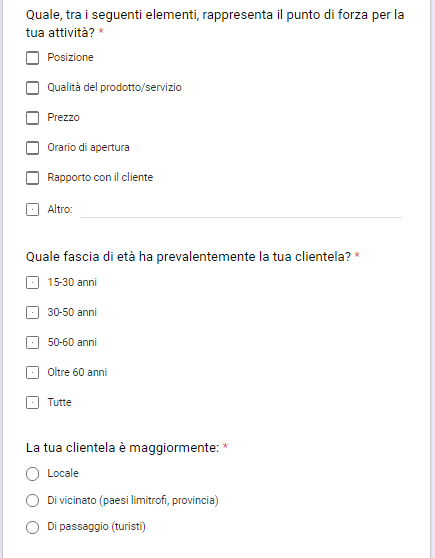 Quale, tra i seguenti elementi, rappresenta il punto di forza per la
tua attività? *
Posizione
Qualità del prodotto/servizio
Prezzo
Orario di apertura
Rapporto con il cliente
Altro:
Quale fascia di età ha prevalentemente la tua clientela? *
15-30 anni
30-50 anni
50-60 anni
Oltre 60 anni
Tutte
La tua clientela è maggiormente: *
Locale
Di vicinato (paesi limitrofi, provincia)
Di passaggio (turisti)